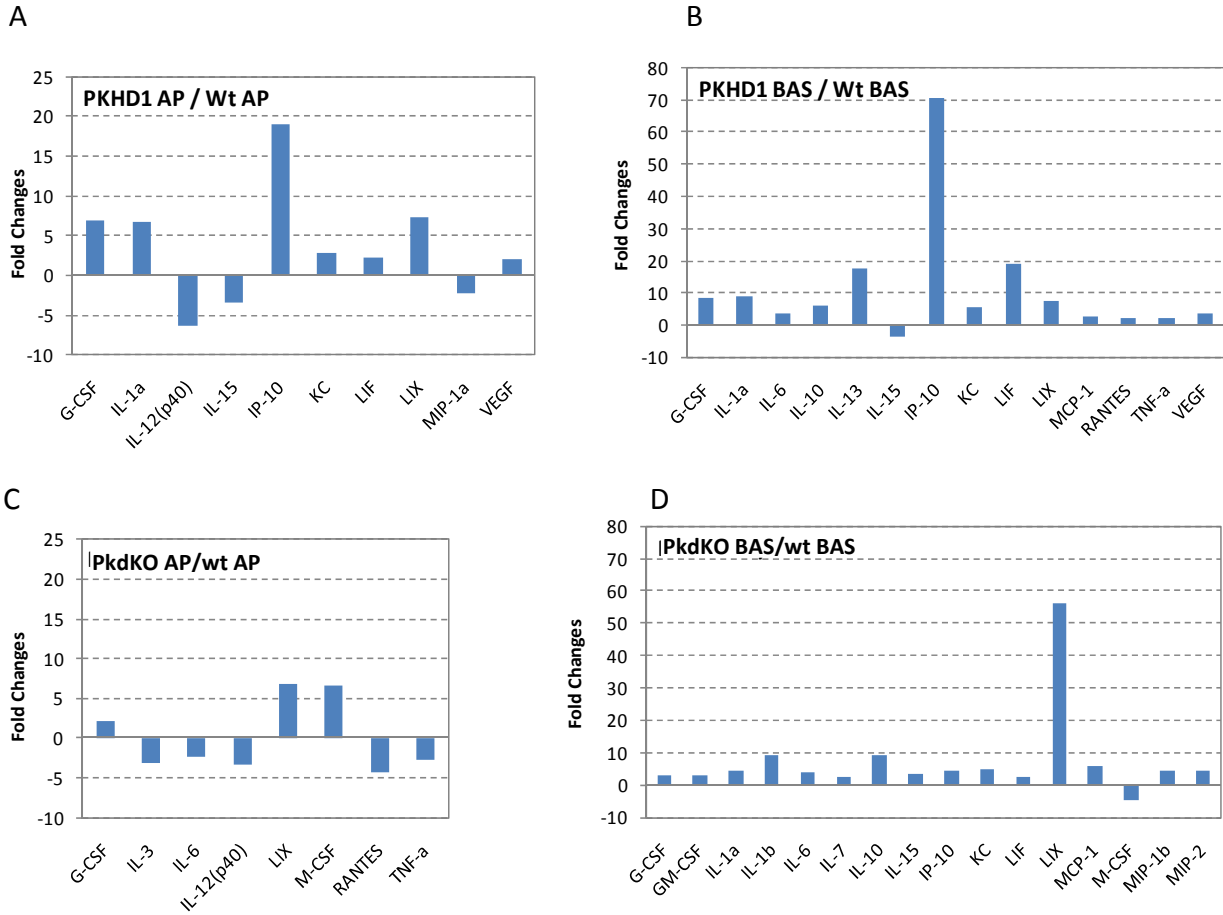 A
25
20
15
10
5
0
-5
-10
Fold Changes
PKHD1 AP / Wt AP
G-CSF
IL-1a
IL-12(p40)
IL-15
IP-10
KC
LIF
LIX
MIP-1a
VEGF
B
80
70
60
50
40
30
20
10
0
-10
Fold Changes
PKHD1 BAS / Wt BAS
G-CSF
IL-1a
IL-6
IL-10
IL-13
IL-15
IP-10
KC
LIF
LIX
MCP-1
RANTES
TNF-a
VEGF
C
25
20
15
10
5
0
-5
-10
Fold Changes
PkdKO AP/wt AP
G-CSF
IL-3
IL-6
IL-12(p40)
LIX
M-CSF
RANTES
TNF-a
D
80
70
60
50
40
30
20
10
0
-10
Fold Changes
PkdKO BAS/wt BAS
G-CSF
GM-CSF
IL-1a
IL-1b
IL-6
IL-7
IL-10
IL-15
IP-10
KC
LIF
LIX
MCP-1
M-CSF
MIP-1b
MIP-2